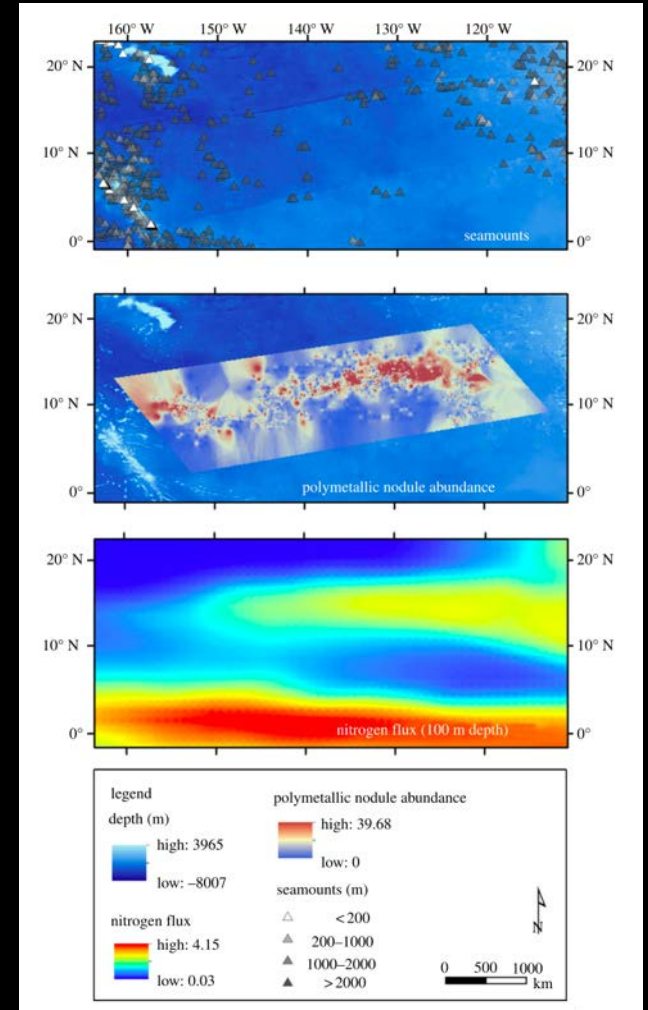 160° W 150° W 140° W 130° W 120° W
20° N 20° N
10° N 10° N
0° 0°
seamounts
20° N 20° N
10° N 10° N
0° 0°
polymetallic nodule abundance
20° N 20° N
10° N 10° N
0° 0°
nitrogen flux (100 m depth)
legend
depth (m)
high: 3965
low: –8007
nitrogen flux
high: 4.15
low: 0.03
polymetallic nodule abundance
high: 39.68
low: 0
seamounts (m)
<200
200–1000
1000–2000
>2000
N
0 500 1000
km